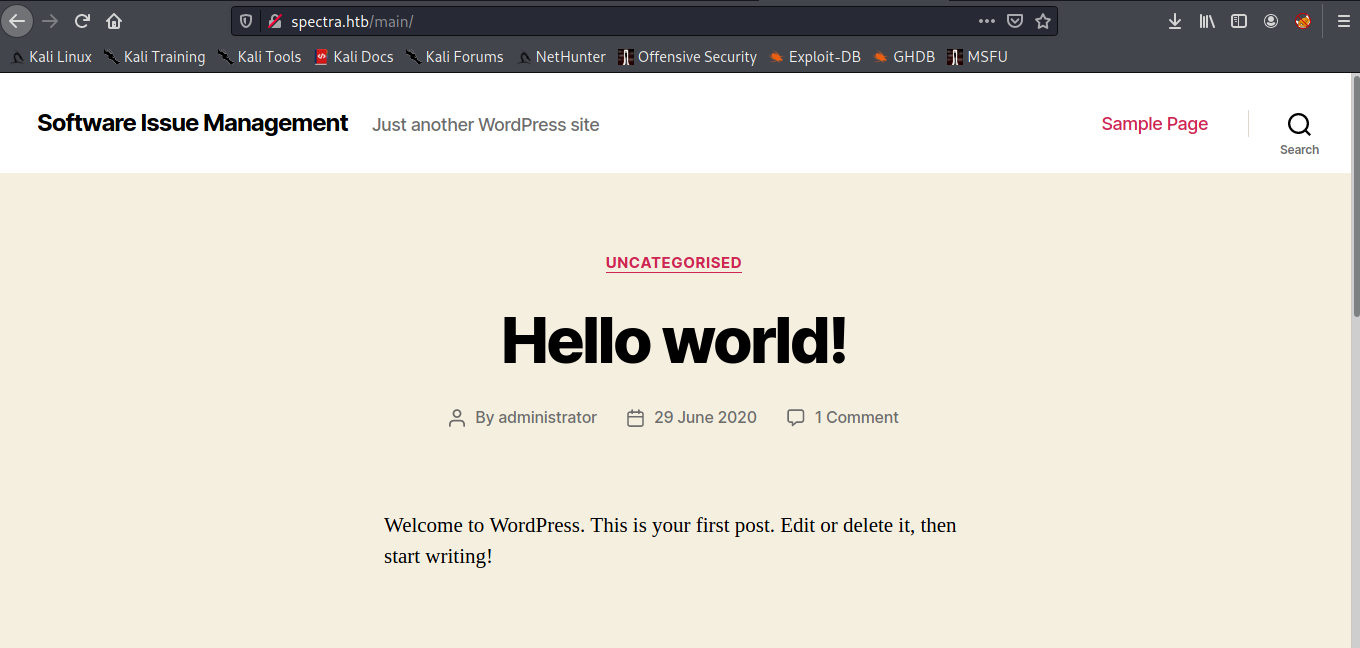 spectra.htb/main/
Kali Linux Kali Training Kali Tools Kali Docs Kali Forums NetHunter Offensive Security Exploit-DB GHDB MSFU
Software Issue Management Just another WordPress site Sample Page
Search
UNCATEGORISED
Hello world!
By administrator 29 June 2020 1 Comment
Welcome to WordPress. This is your first post. Edit or delete it, then
start writing!